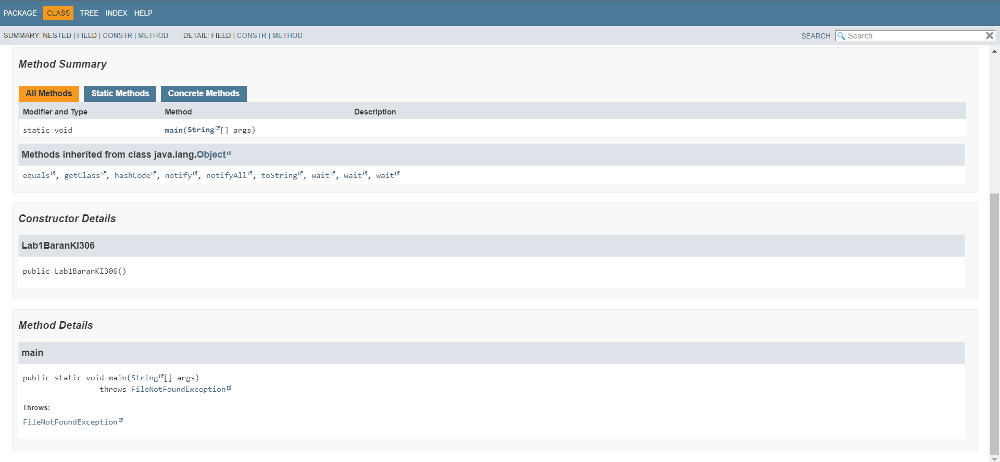 PACKAGE CLASS TREE INDEX HELP
SUMMARY: NESTED | FIELD | CONSTR | METHOD DETAIL: FIELD | CONSTR | METHOD SEARCH Search
Method Summary
All Methods Static Methods Concrete Methods
Modifier and Type Method Description
static void main(String[] args)
Methods inherited from class java.lang.Object
equals, getClass, hashCode, notify, notifyAll, toString, wait, wait, wait
Constructor Details
Lab1BaranKI306
public Lab1BaranKI306()
Method Details
main
public static void main(String[] args)
throws FileNotFoundException
Throws:
FileNotFoundException